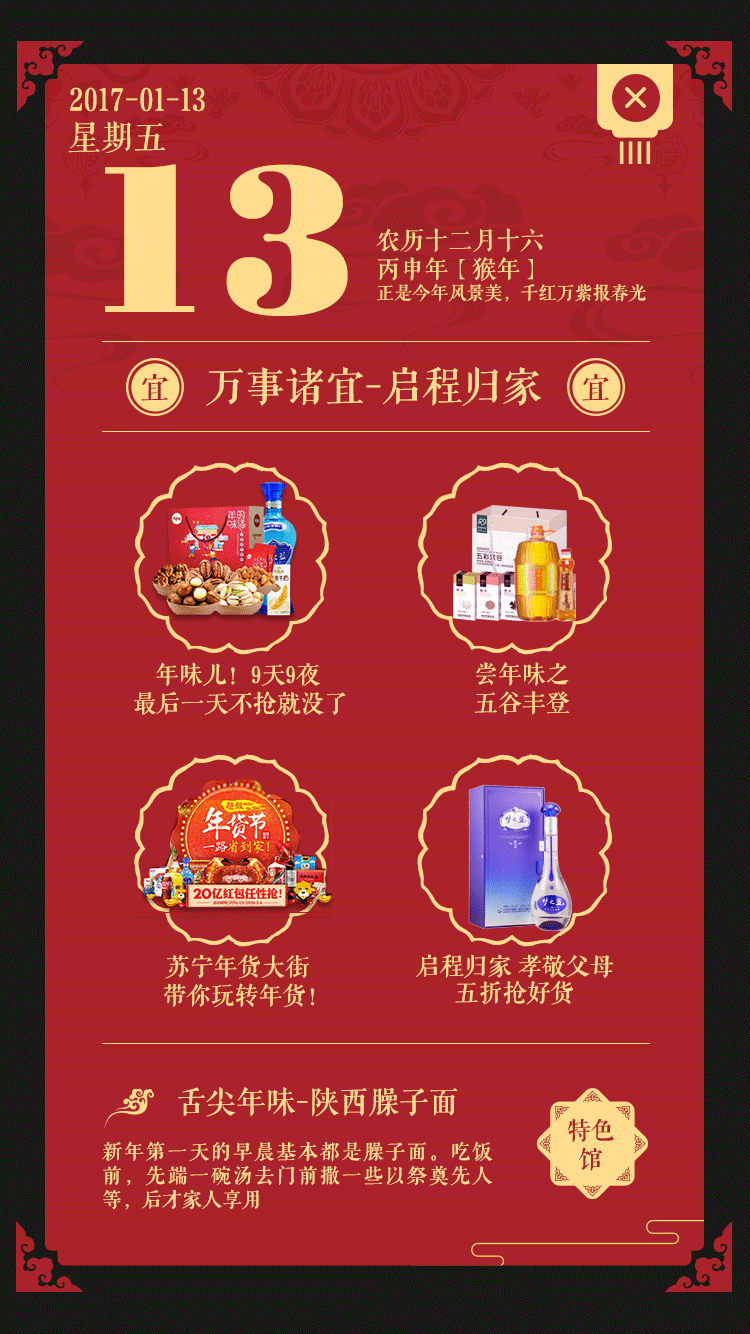 2017-01-13
星期五
13
农历十二月十六
丙申年［猴年］
正是今年风景美，千红万紫报春光
宜 万事诸宜-启程归家 宜
年味儿！9天9夜
最后一天不抢就没了
五彩
尝年味之
五谷丰登
超级
年货节
一路省到家!
20亿红包任性抢!
苏宁年货大街
带你玩转年货!
梦之蓝
梦之蓝
启程归家 孝敬父母
五折抢好货
舌尖年味-陕西臊子面
新年第一天的早晨基本都是臊子面。吃饭
前，先端一碗汤去门前撒一些以祭奠先人
等，后才家人享用
特色
馆